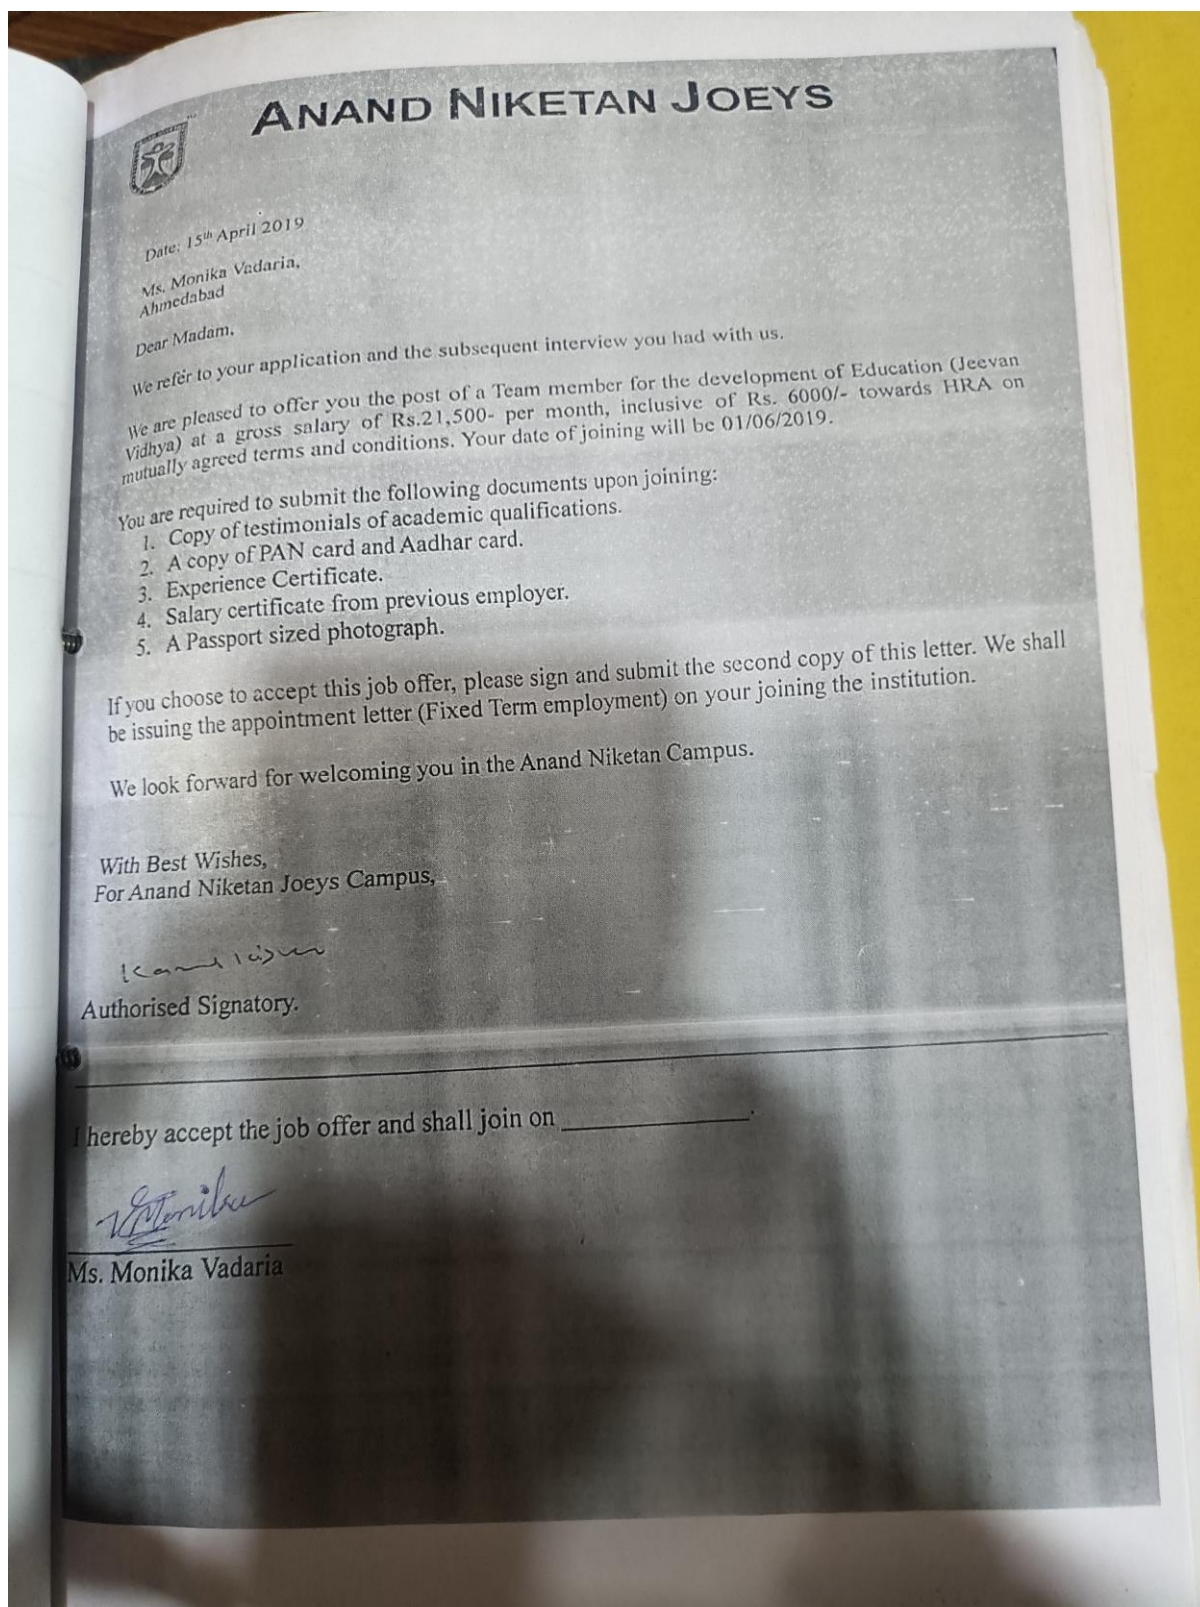 ANAND NIKETAN JOEYS
Date: 15th April 2019
Ms. Monika Vadaria,
Ahmedabad
Dear Madam,
We refer to your application and the subsequent interview you had with us.
We are pleased to offer you the post of a Team member for the development of Education (Jeevan
Vidhya) at a gross salary of Rs.21,500- per month, inclusive of Rs. 6000/- towards HRA on
mutually agreed terms and conditions. Your date of joining will be 01/06/2019.
You are required to submit the following documents upon joining:
1. Copy of testimonials of academic qualifications.
2. A copy of PAN card and Aadhar card.
3. Experience Certificate.
4. Salary certificate from previous employer.
5. A Passport sized photograph.
If you choose to accept this job offer, please sign and submit the second copy of this letter. We shall
be issuing the appointment letter (Fixed Term employment) on your joining the institution.
We look forward for welcoming you in the Anand Niketan Campus.
With Best Wishes,
For Anand Niketan Joeys Campus,
Authorised Signatory.
I hereby accept the job offer and shall join on ____________.
VMonika
Ms. Monika Vadaria